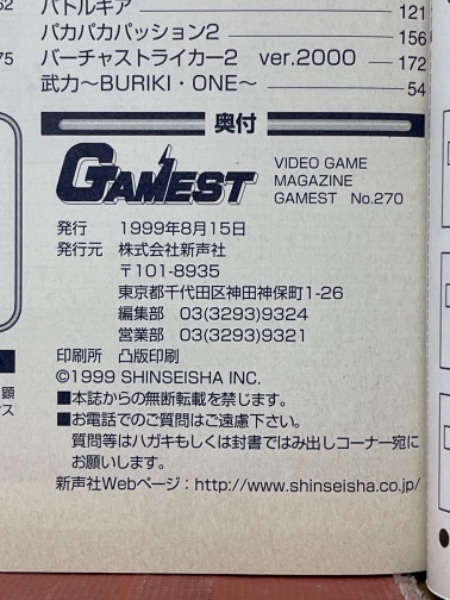 バトルギア 121
パカパカパッション2 156
バーチャストライカー2 ver.2000 172
武力～BURIKI・ONE～ 54
奥付
GAMEST
VIDEO GAME
MAGAZINE
GAMEST No.270
発行 1999年8月15日
発行元 株式会社新声社
〒101-8935
東京都千代田区神田神保町1-26
編集部 03(3293)9324
営業部 03(3293)9321
印刷所 凸版印刷
©1999 SHINSEISHA INC.
■本誌からの無断転載を禁じます。
■お電話でのご質問はご遠慮下さい。
質問等はハガキもしくは封書ではみ出しコーナー宛に
お願いします。
新声社Webページ：http://www.shinseisha.co.jp/